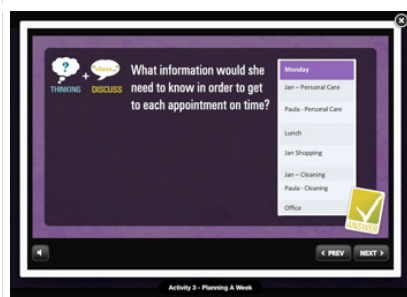 ?
"class..."
THINKING + DISCUSS
What information would she
need to know in order to get
to each appointment on time?
Monday
Jan – Personal Care
Paula - Personal Care
Lunch
Jan Shopping
Jan – Cleaning
Paula - Cleaning
Office
ANSWER
< PREV
NEXT >
Activity 3 - Planning A Week